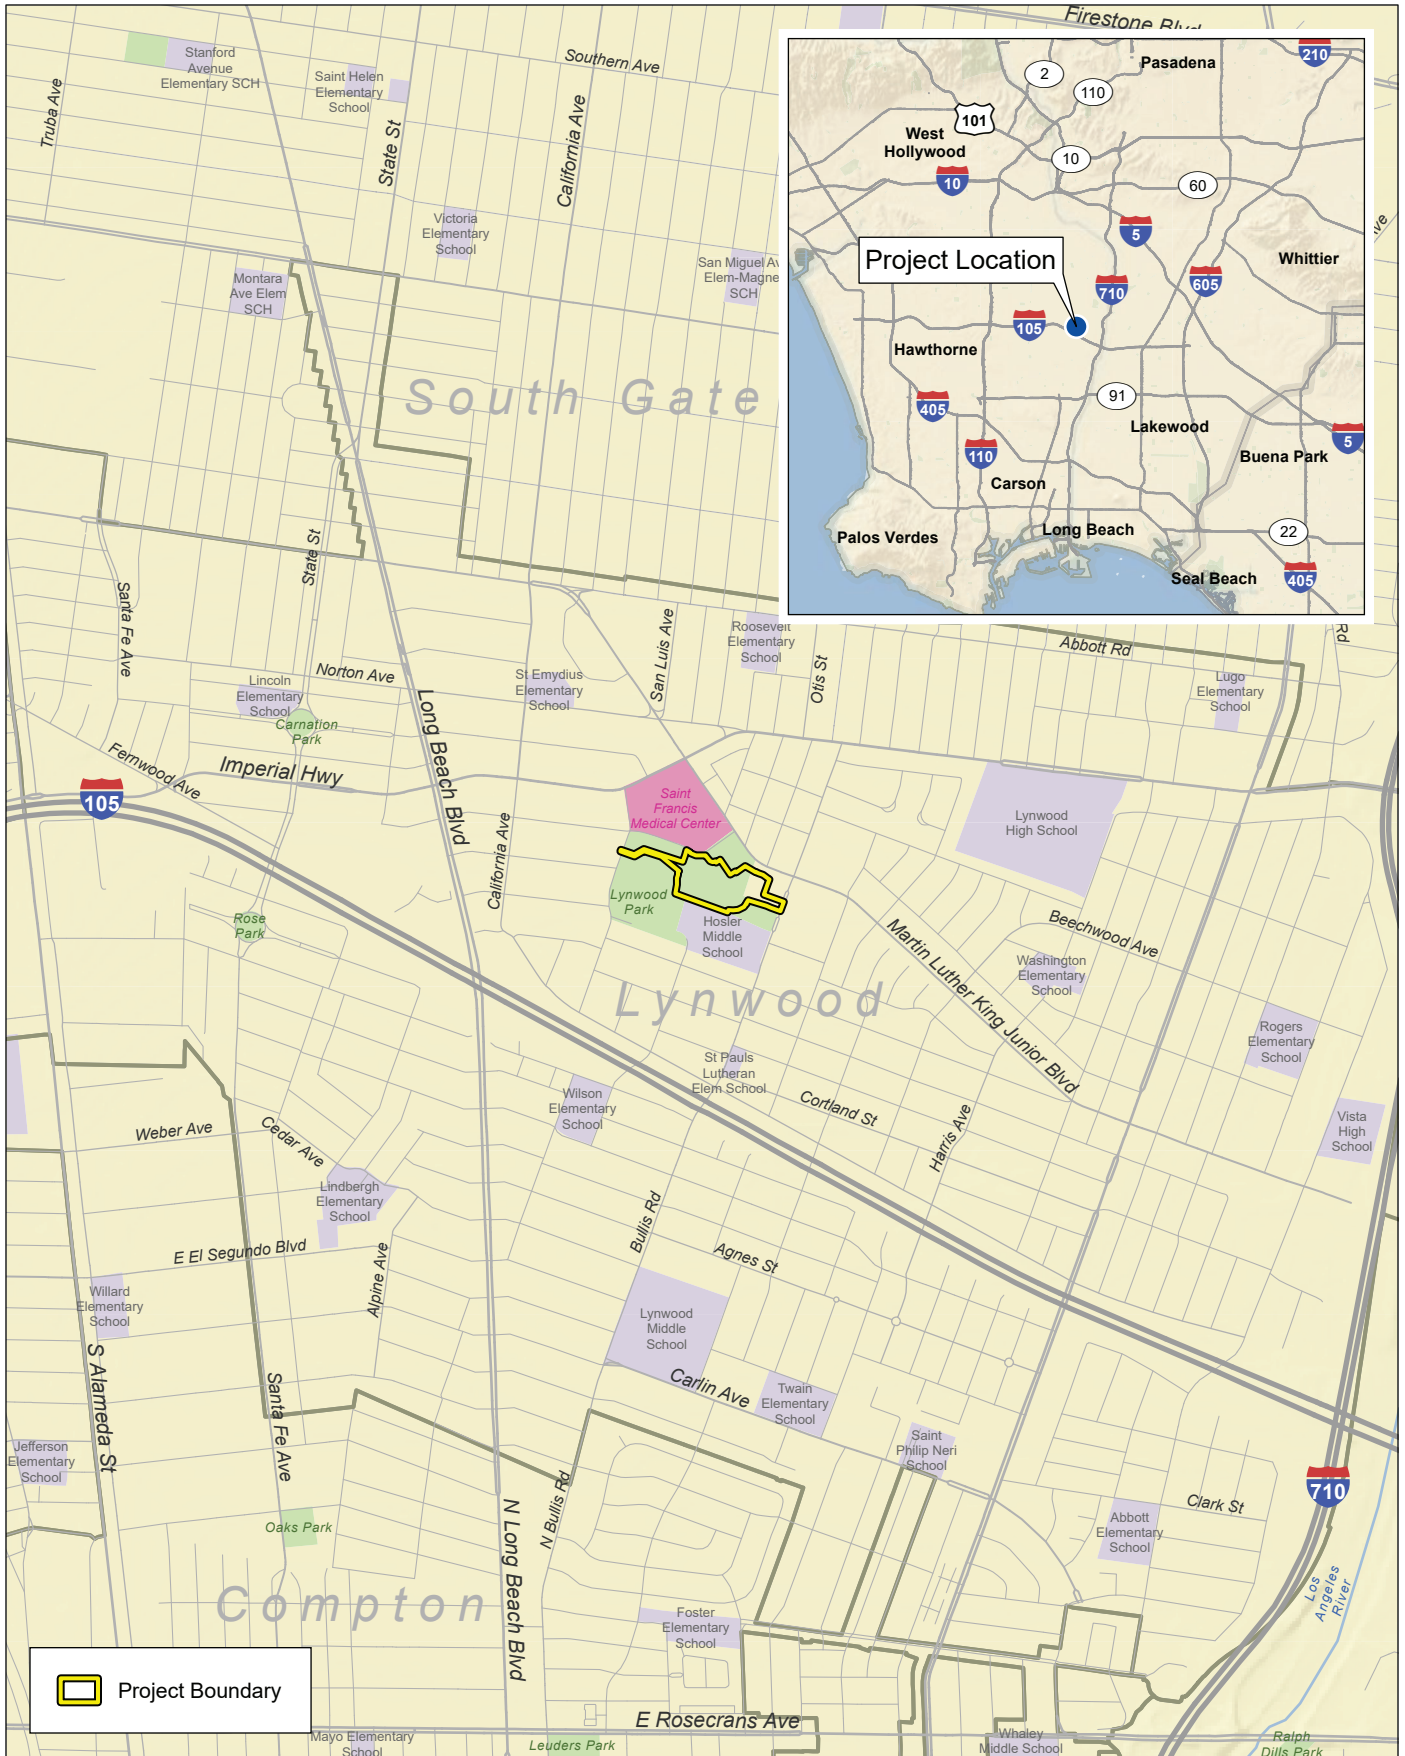 Firestone Blvd
Stanford
Avenue
Elementary SCH
Saint Helen
Elementary
School
Southern Ave
Truba Ave
State St
California Ave
Victoria
Elementary
School
San Miguel Av
Elem-Magne
SCH
Montara
Ave Elem
SCH
South Gate
210
Pasadena
2
110
101
West
Hollywood
10
10
60
5
Whittier
Project Location
710
605
105
Hawthorne
405
91
Lakewood
5
110
Buena Park
Carson
Long Beach
22
Palos Verdes
Seal Beach
405
ve
Rd
State St
Santa Fe Ave
San Luis Ave
Roosevelt
Elementary
School
Otis St
Abbott Rd
Lugo
Elementary
School
Norton Ave
Lincoln
Elementary
School
Carnation
Park
St Emydius
Elementary
School
Long Beach Blvd
Fernwood Ave
Imperial Hwy
105
Saint
Francis
Medical Center
Lynwood
High School
California Ave
Lynwood
Park
Rose
Park
Hosler
Middle
School
Beechwood Ave
Martin Luther King Junior Blvd
Washington
Elementary
School
Lynwood
Rogers
Elementary
School
St Pauls
Lutheran
Elem School
Wilson
Elementary
School
Cortland St
Harris Ave
Vista
High
School
Weber Ave
Cedar Ave
Lindbergh
Elementary
School
Bullis Rd
E El Segundo Blvd
Alpine Ave
Agnes St
Willard
Elementary
School
Lynwood
Middle
School
S Alameda St
Santa Fe Ave
Carlin Ave
Twain
Elementary
School
Saint
Philip Neri
School
Jefferson
Elementary
School
N Bullis Rd
710
Clark St
Abbott
Elementary
School
Oaks Park
N Long Beach Blvd
Los
Angeles
River
Compton
Foster
Elementary
School
Project Boundary
E Rosecrans Ave
Mayo Elementary
School
Leuders Park
Whaley
Middle School
Ralph
Dills Park